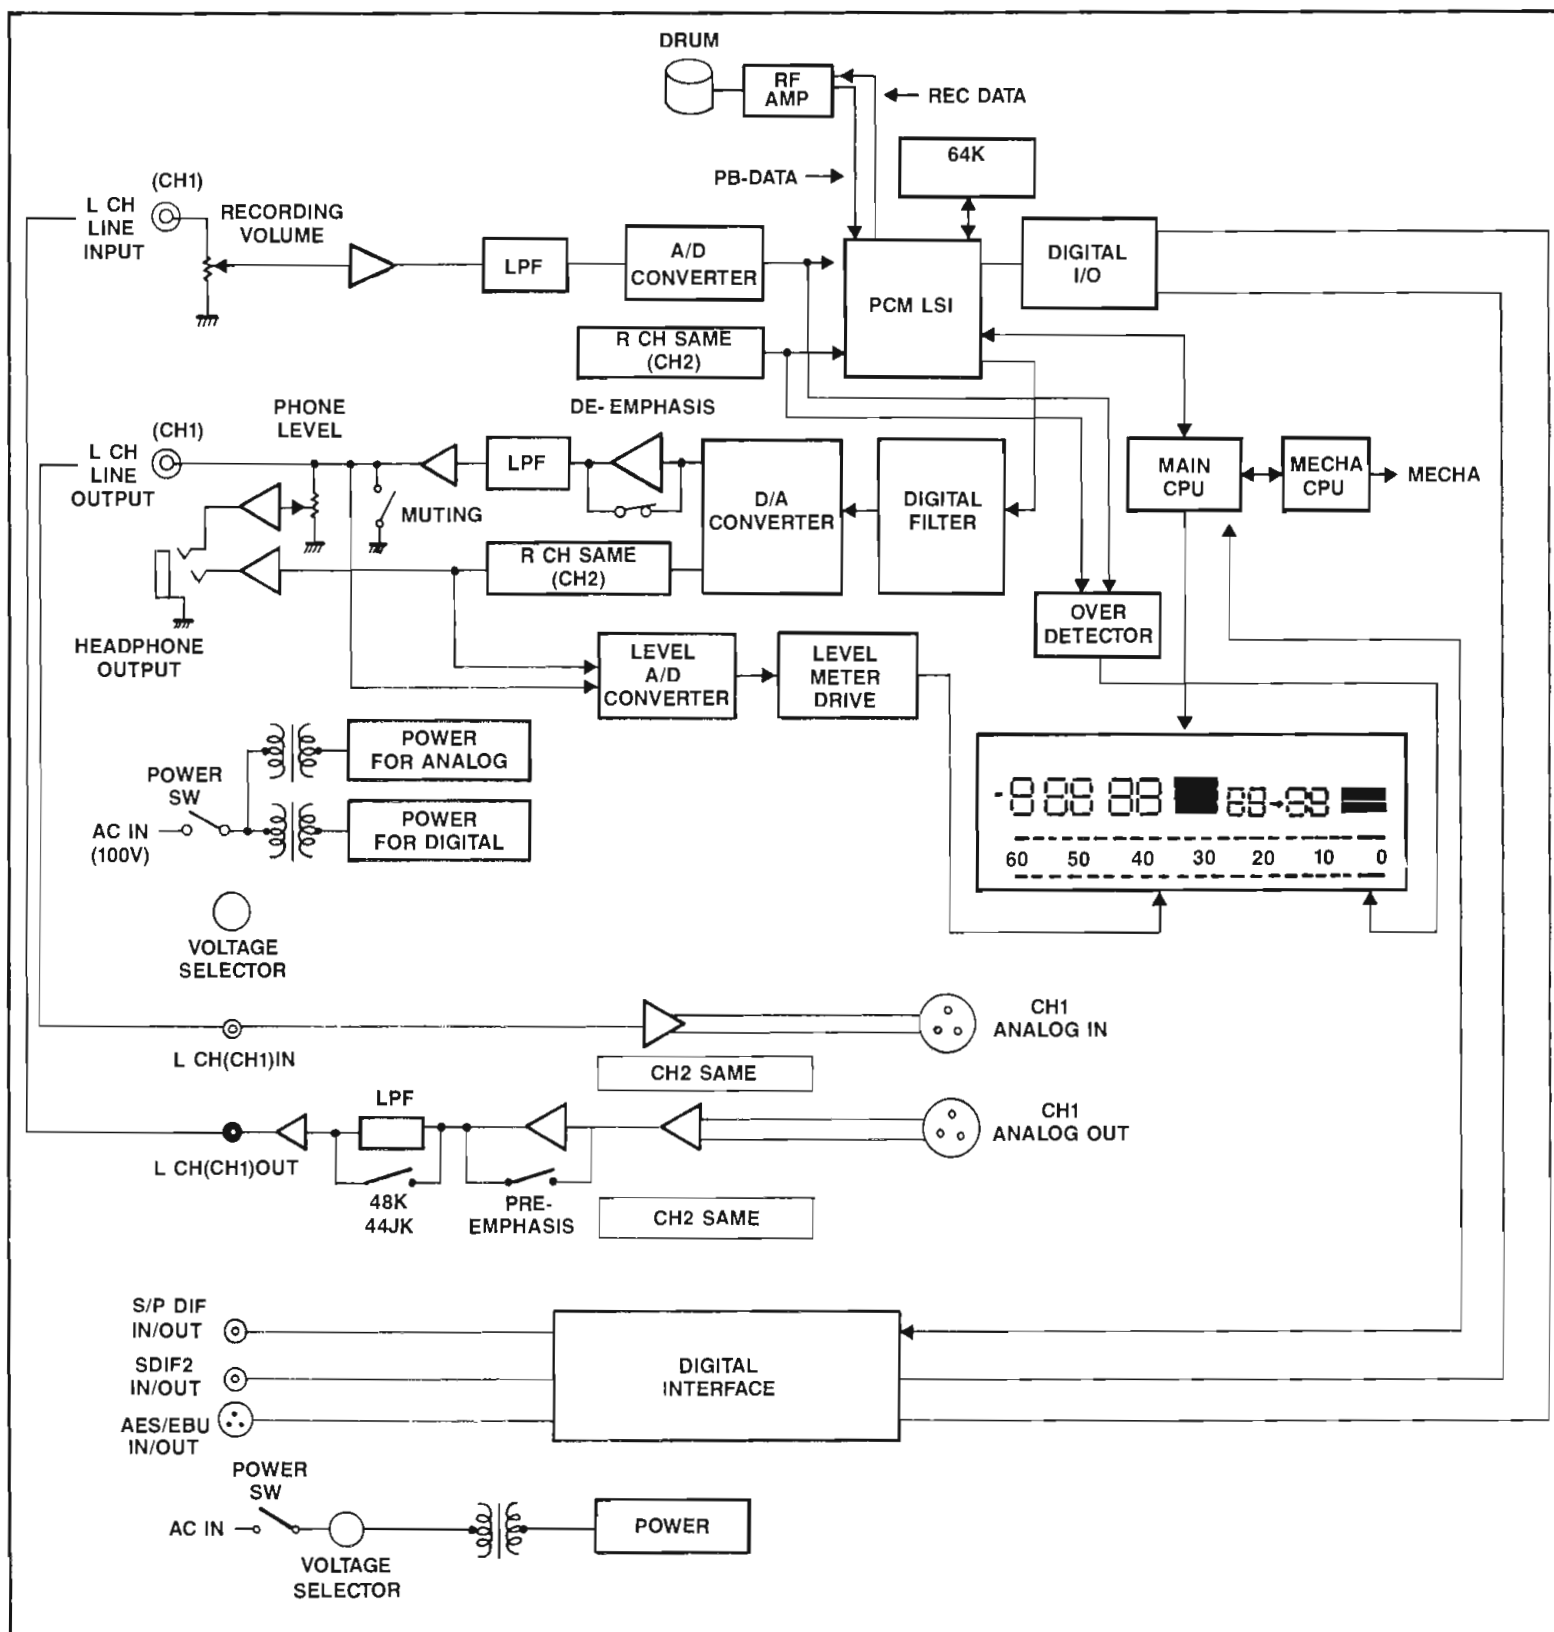 DRUM
RF
AMP
REC DATA
64K
PB-DATA
(CH1)
L CH
LINE
INPUT
RECORDING
VOLUME
LPF
A/D
CONVERTER
PCM LSI
DIGITAL
I/O
R CH SAME
(CH2)
PHONE
LEVEL
DE- EMPHASIS
(CH1)
L CH
LINE
OUTPUT
LPF
MUTING
D/A
CONVERTER
DIGITAL
FILTER
MAIN
CPU
MECHA
CPU
MECHA
R CH SAME
(CH2)
HEADPHONE
OUTPUT
OVER
DETECTOR
LEVEL
A/D
CONVERTER
LEVEL
METER
DRIVE
POWER
FOR ANALOG
POWER
SW
AC IN
(100V)
POWER
FOR DIGITAL
60 50 40 30 20 10 0
VOLTAGE
SELECTOR
CH1
ANALOG IN
L CH(CH1)IN
CH2 SAME
LPF
CH1
ANALOG OUT
L CH(CH1)OUT
48K
44JK
PRE-
EMPHASIS
CH2 SAME
S/P DIF
IN/OUT
SDIF2
IN/OUT
AES/EBU
IN/OUT
DIGITAL
INTERFACE
POWER
SW
AC IN
VOLTAGE
SELECTOR
POWER